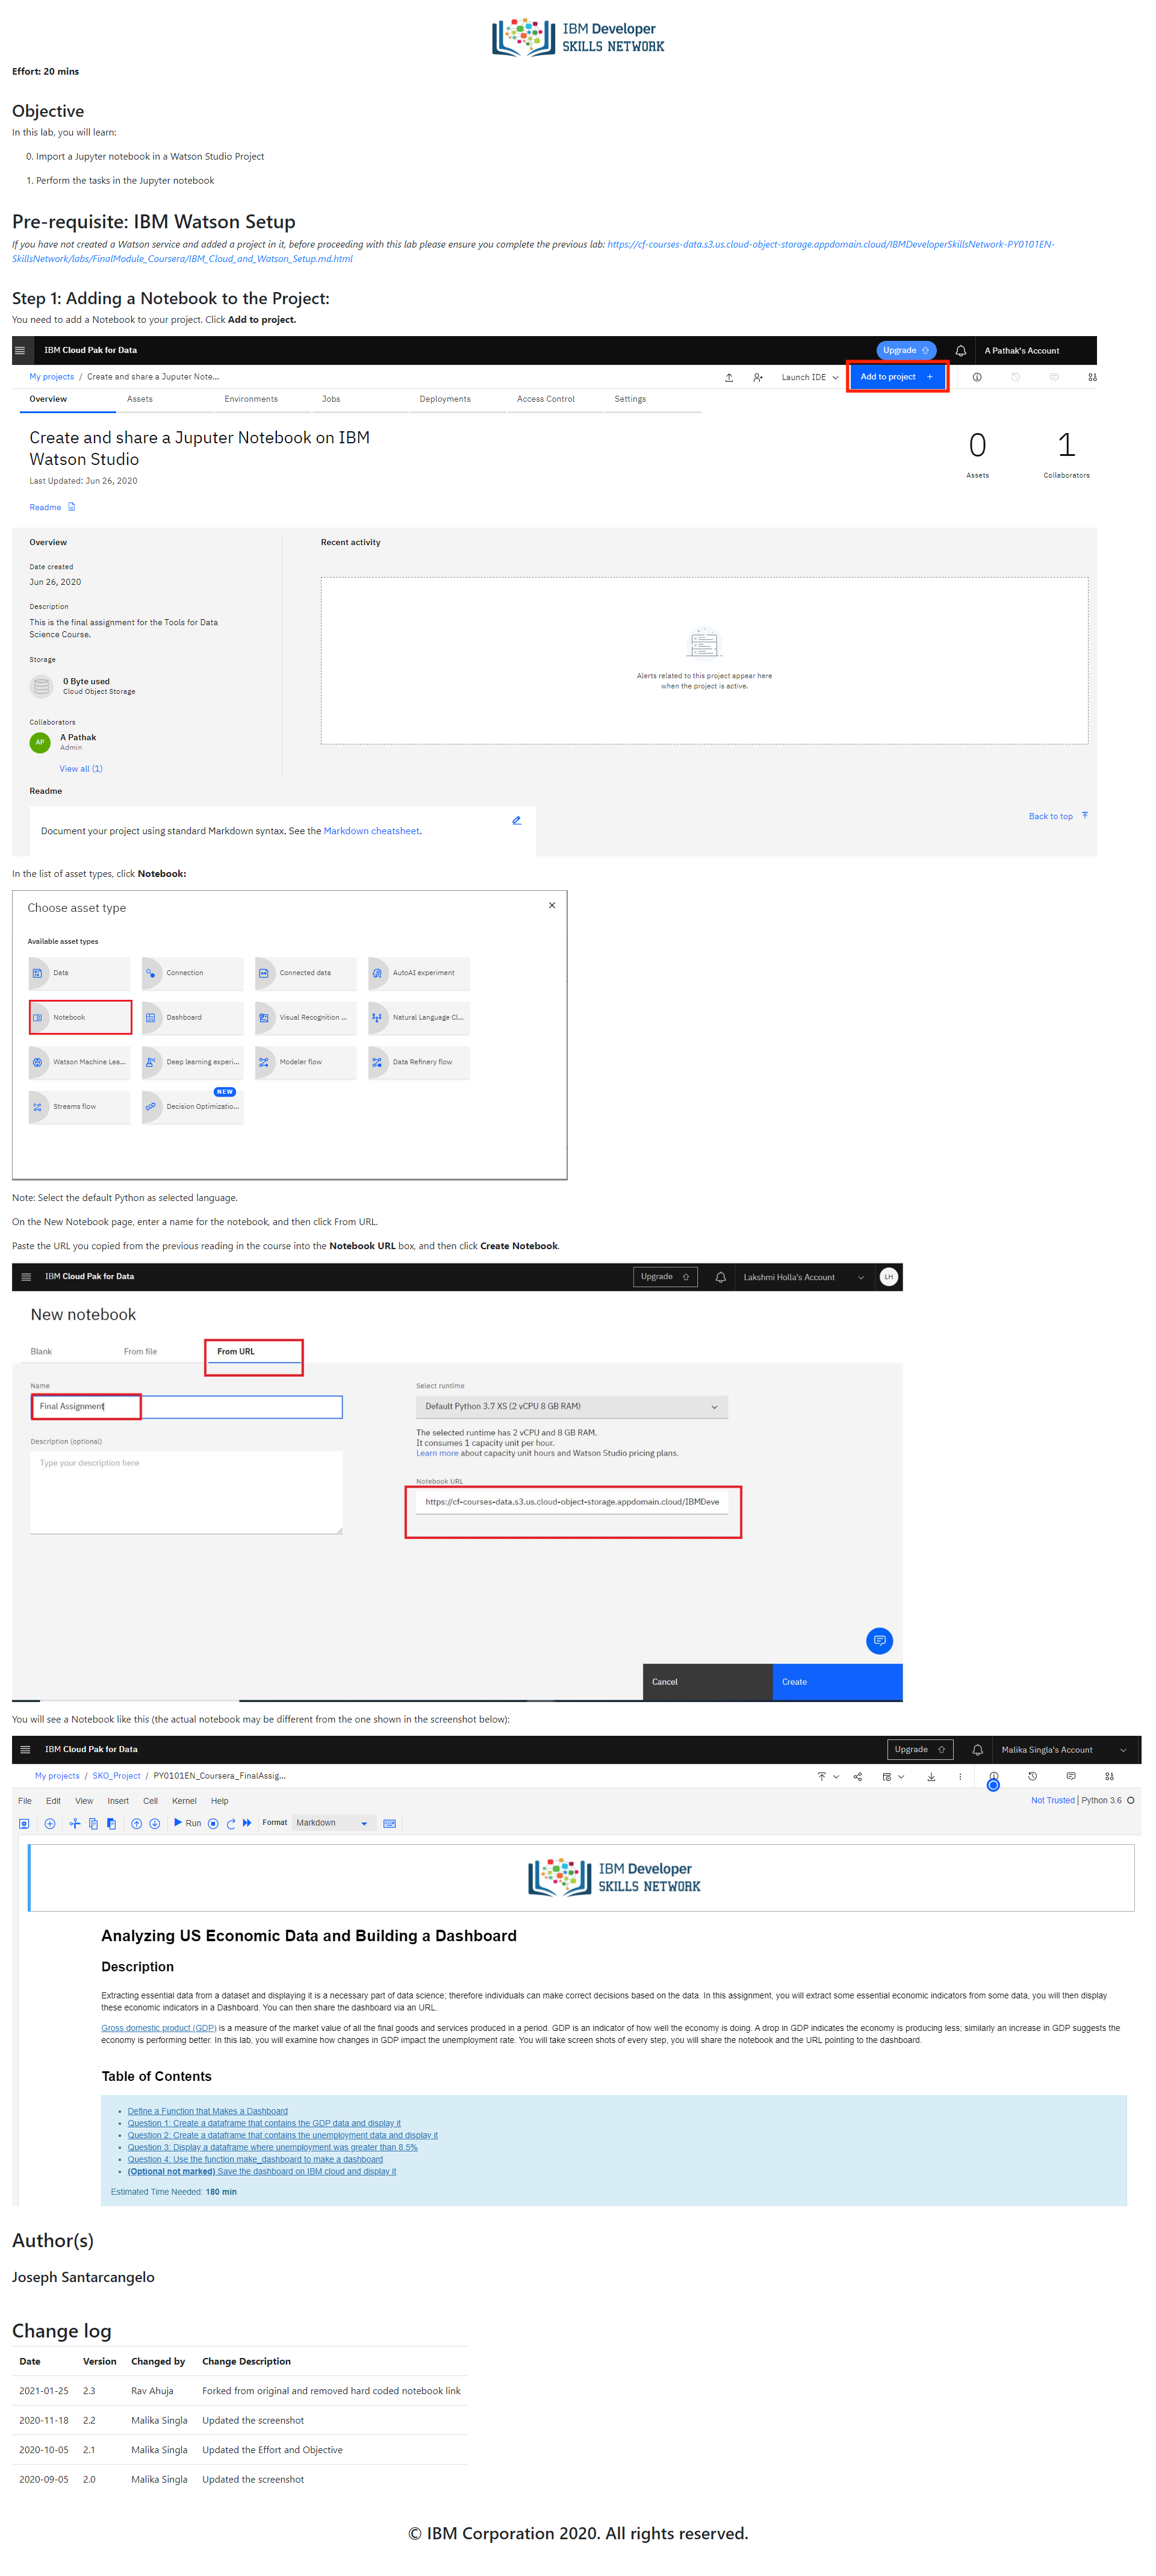 IBM Developer
SKILLS NETWORK
Effort: 20 mins
Objective
In this lab, you will learn:
0. Import a Jupyter notebook in a Watson Studio Project
1. Perform the tasks in the Jupyter notebook
Pre-requisite: IBM Watson Setup
If you have not created a Watson service and added a project in it, before proceeding with this lab please ensure you complete the previous lab: https://cf-courses-data.s3.us.cloud-object-storage.appdomain.cloud/IBMDeveloperSkillsNetwork-PY0101EN-
SkillsNetwork/labs/FinalModule_Coursera/IBM_Cloud_and_Watson_Setup.md.html
Step 1: Adding a Notebook to the Project:
You need to add a Notebook to your project. Click Add to project.
IBM Cloud Pak for Data
Upgrade
A Pathak's Account
My projects / Create and share a Juputer Note...
Launch IDE
Add to project +
Overview
Assets
Environments
Jobs
Deployments
Access Control
Settings
Create and share a Juputer Notebook on IBM
Watson Studio
Last Updated: Jun 26, 2020
0
Assets
1
Collaborators
Readme
Overview
Date created
Jun 26, 2020
Description
This is the final assignment for the Tools for Data
Science Course.
Storage
0 Byte used
Cloud Object Storage
Collaborators
AP
A Pathak
Admin
View all (1)
Recent activity
Alerts related to this project appear here
when the project is active.
Readme
Document your project using standard Markdown syntax. See the Markdown cheatsheet.
Back to top
In the list of asset types, click Notebook:
Choose asset type
Available asset types
Data
Connection
Connected data
AutoAI experiment
Notebook
Dashboard
Visual Recognition ...
Natural Language Cl...
Watson Machine Lea...
Deep learning experi...
Modeler flow
Data Refinery flow
NEW
Streams flow
Decision Optimizatio...
Note: Select the default Python as selected language.
On the New Notebook page, enter a name for the notebook, and then click From URL.
Paste the URL you copied from the previous reading in the course into the Notebook URL box, and then click Create Notebook.
IBM Cloud Pak for Data
Upgrade
Lakshmi Holla's Account
LH
New notebook
Blank
From file
From URL
Name
Final Assignment
Description (optional)
Type your description here
Select runtime
Default Python 3.7 XS (2 vCPU 8 GB RAM)
The selected runtime has 2 vCPU and 8 GB RAM.
It consumes 1 capacity unit per hour.
Learn more about capacity unit hours and Watson Studio pricing plans.
Notebook URL
https://cf-courses-data.s3.us.cloud-object-storage.appdomain.cloud/IBMDeve
Cancel
Create
You will see a Notebook like this (the actual notebook may be different from the one shown in the screenshot below):
IBM Cloud Pak for Data
Upgrade
Malika Singla's Account
My projects / SKO_Project / PY0101EN_Coursera_FinalAssig...
File Edit View Insert Cell Kernel Help
Not Trusted | Python 3.6
Run
Format
Markdown
IBM Developer
SKILLS NETWORK
Analyzing US Economic Data and Building a Dashboard
Description
Extracting essential data from a dataset and displaying it is a necessary part of data science; therefore individuals can make correct decisions based on the data. In this assignment, you will extract some essential economic indicators from some data, you will then display
these economic indicators in a Dashboard. You can then share the dashboard via an URL.
Gross domestic product (GDP) is a measure of the market value of all the final goods and services produced in a period. GDP is an indicator of how well the economy is doing. A drop in GDP indicates the economy is producing less; similarly an increase in GDP suggests the
economy is performing better. In this lab, you will examine how changes in GDP impact the unemployment rate. You will take screen shots of every step, you will share the notebook and the URL pointing to the dashboard.
Table of Contents
• Define a Function that Makes a Dashboard
• Question 1: Create a dataframe that contains the GDP data and display it
• Question 2: Create a dataframe that contains the unemployment data and display it
• Question 3: Display a dataframe where unemployment was greater than 8.5%
• Question 4: Use the function make_dashboard to make a dashboard
• (Optional not marked) Save the dashboard on IBM cloud and display it
Estimated Time Needed: 180 min
Author(s)
Joseph Santarcangelo
Change log
Date Version Changed by Change Description
2021-01-25 2.3 Rav Ahuja Forked from original and removed hard coded notebook link
2020-11-18 2.2 Malika Singla Updated the screenshot
2020-10-05 2.1 Malika Singla Updated the Effort and Objective
2020-09-05 2.0 Malika Singla Updated the screenshot
© IBM Corporation 2020. All rights reserved.